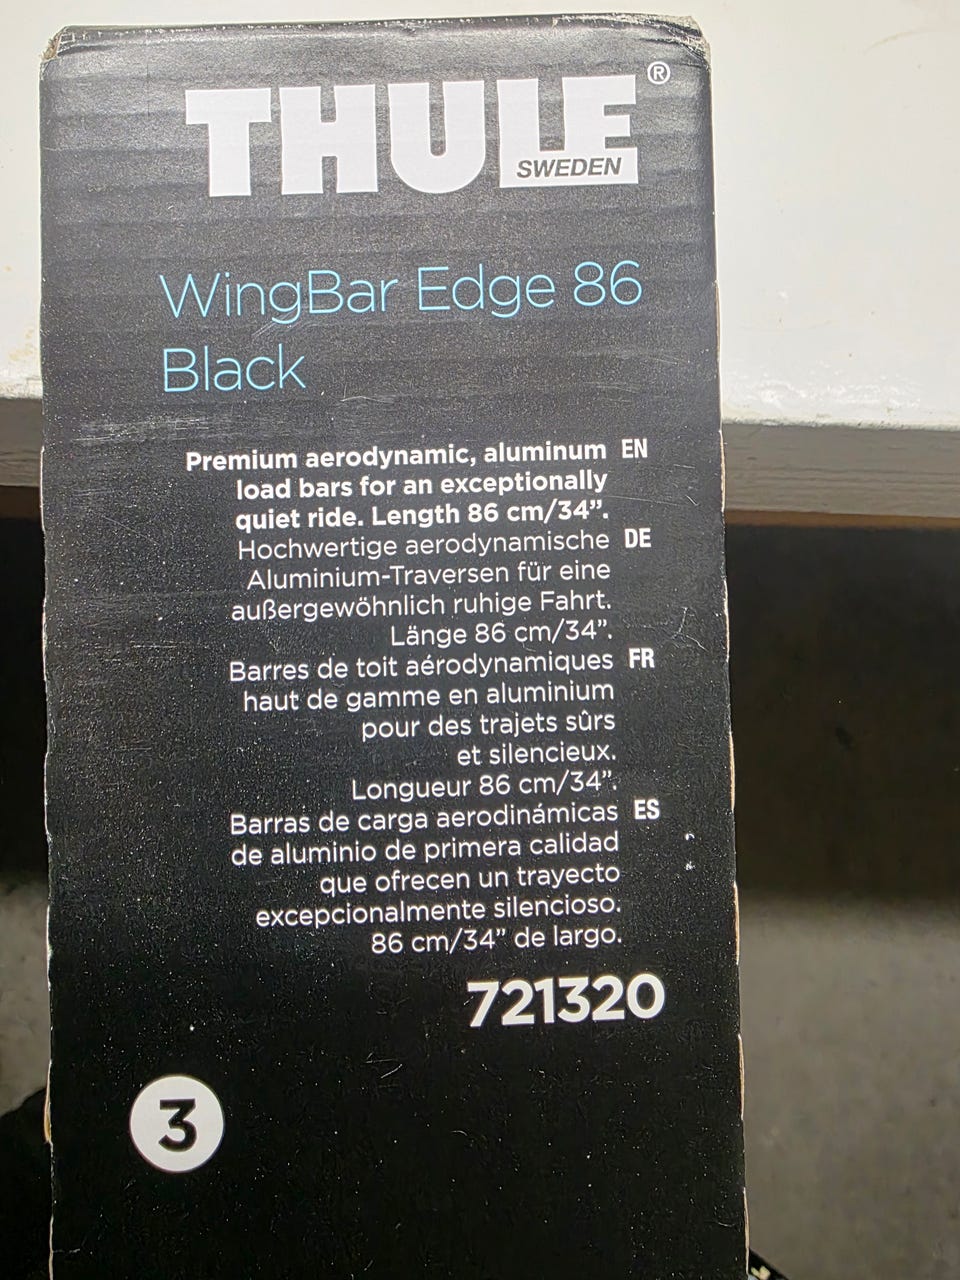 THULE®
SWEDEN
WingBar Edge 86
Black
Premium aerodynamic, aluminum EN
load bars for an exceptionally
quiet ride. Length 86 cm/34”.
Hochwertige aerodynamische DE
Aluminium-Traversen für eine
außergewöhnlich ruhige Fahrt.
Länge 86 cm/34”.
Barres de toit aérodynamiques FR
haut de gamme en aluminium
pour des trajets sûrs
et silencieux.
Longueur 86 cm/34”.
Barras de carga aerodinámicas ES
de aluminio de primera calidad
que ofrecen un trayecto
excepcionalmente silencioso.
86 cm/34” de largo.
721320
3